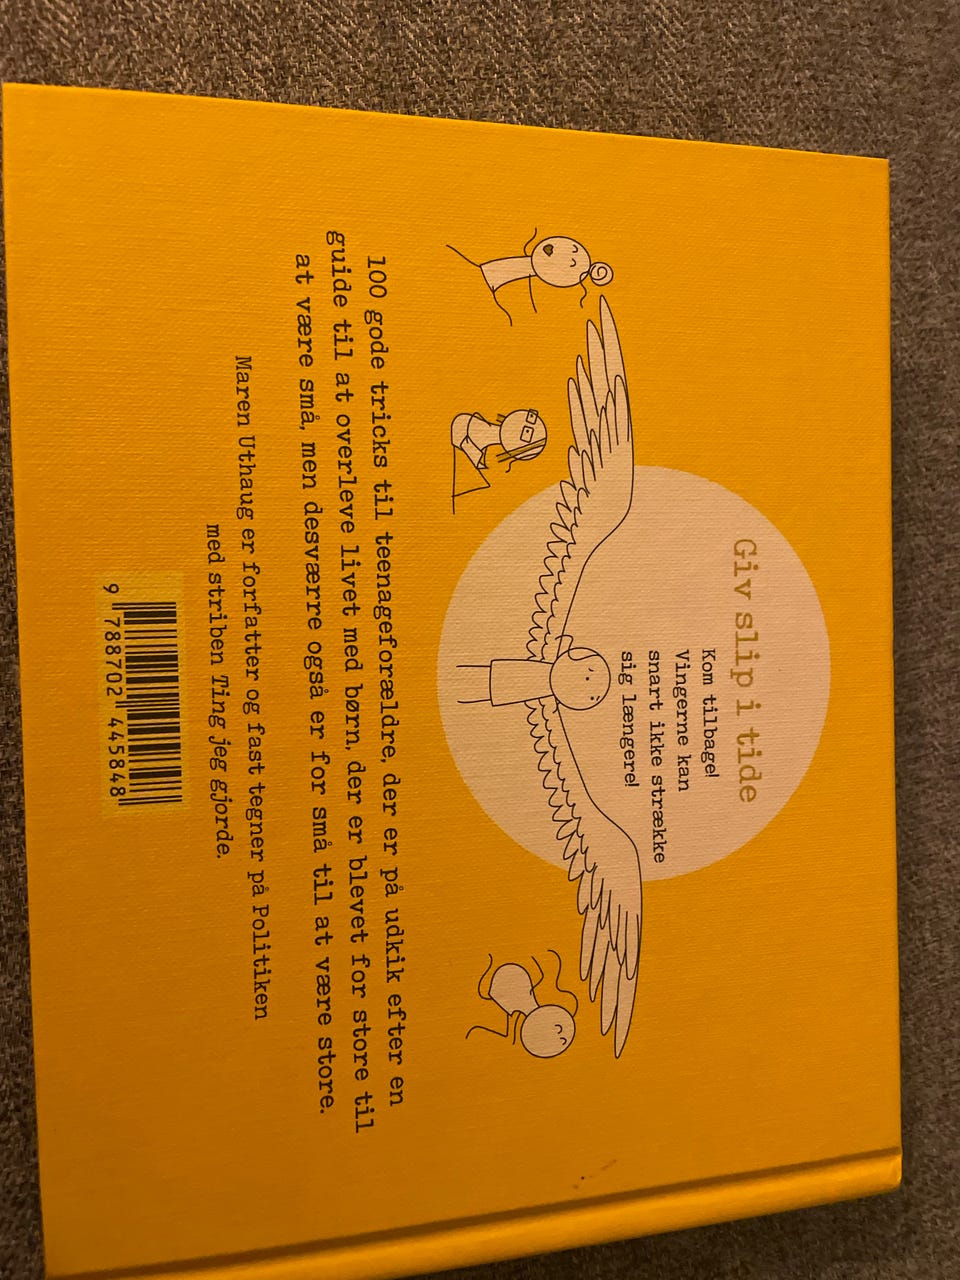 Giv slip i tide
Kom tilbage!
Vingerne kan
snart ikke strække
sig længere!
100 gode tricks til teenageforældre, der er på udkik efter en
guide til at overleve livet med børn, der er blevet for store til
at være små, men desværre også er for små til at være store.
Maren Uthaug er forfatter og fast tegner på Politiken
med striben Ting jeg gjorde.
9 788702 445848